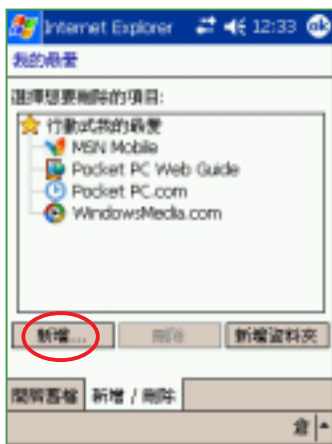 Internet Explorer 12:33 ok
我的最愛
選擇想要刪除的項目:
行動式我的最愛
MSN Mobile
Pocket PC Web Guide
Pocket PC.com
WindowsMedia.com
新增... 刪除 新增資料夾
開啟舊檔 新增 / 刪除
倉